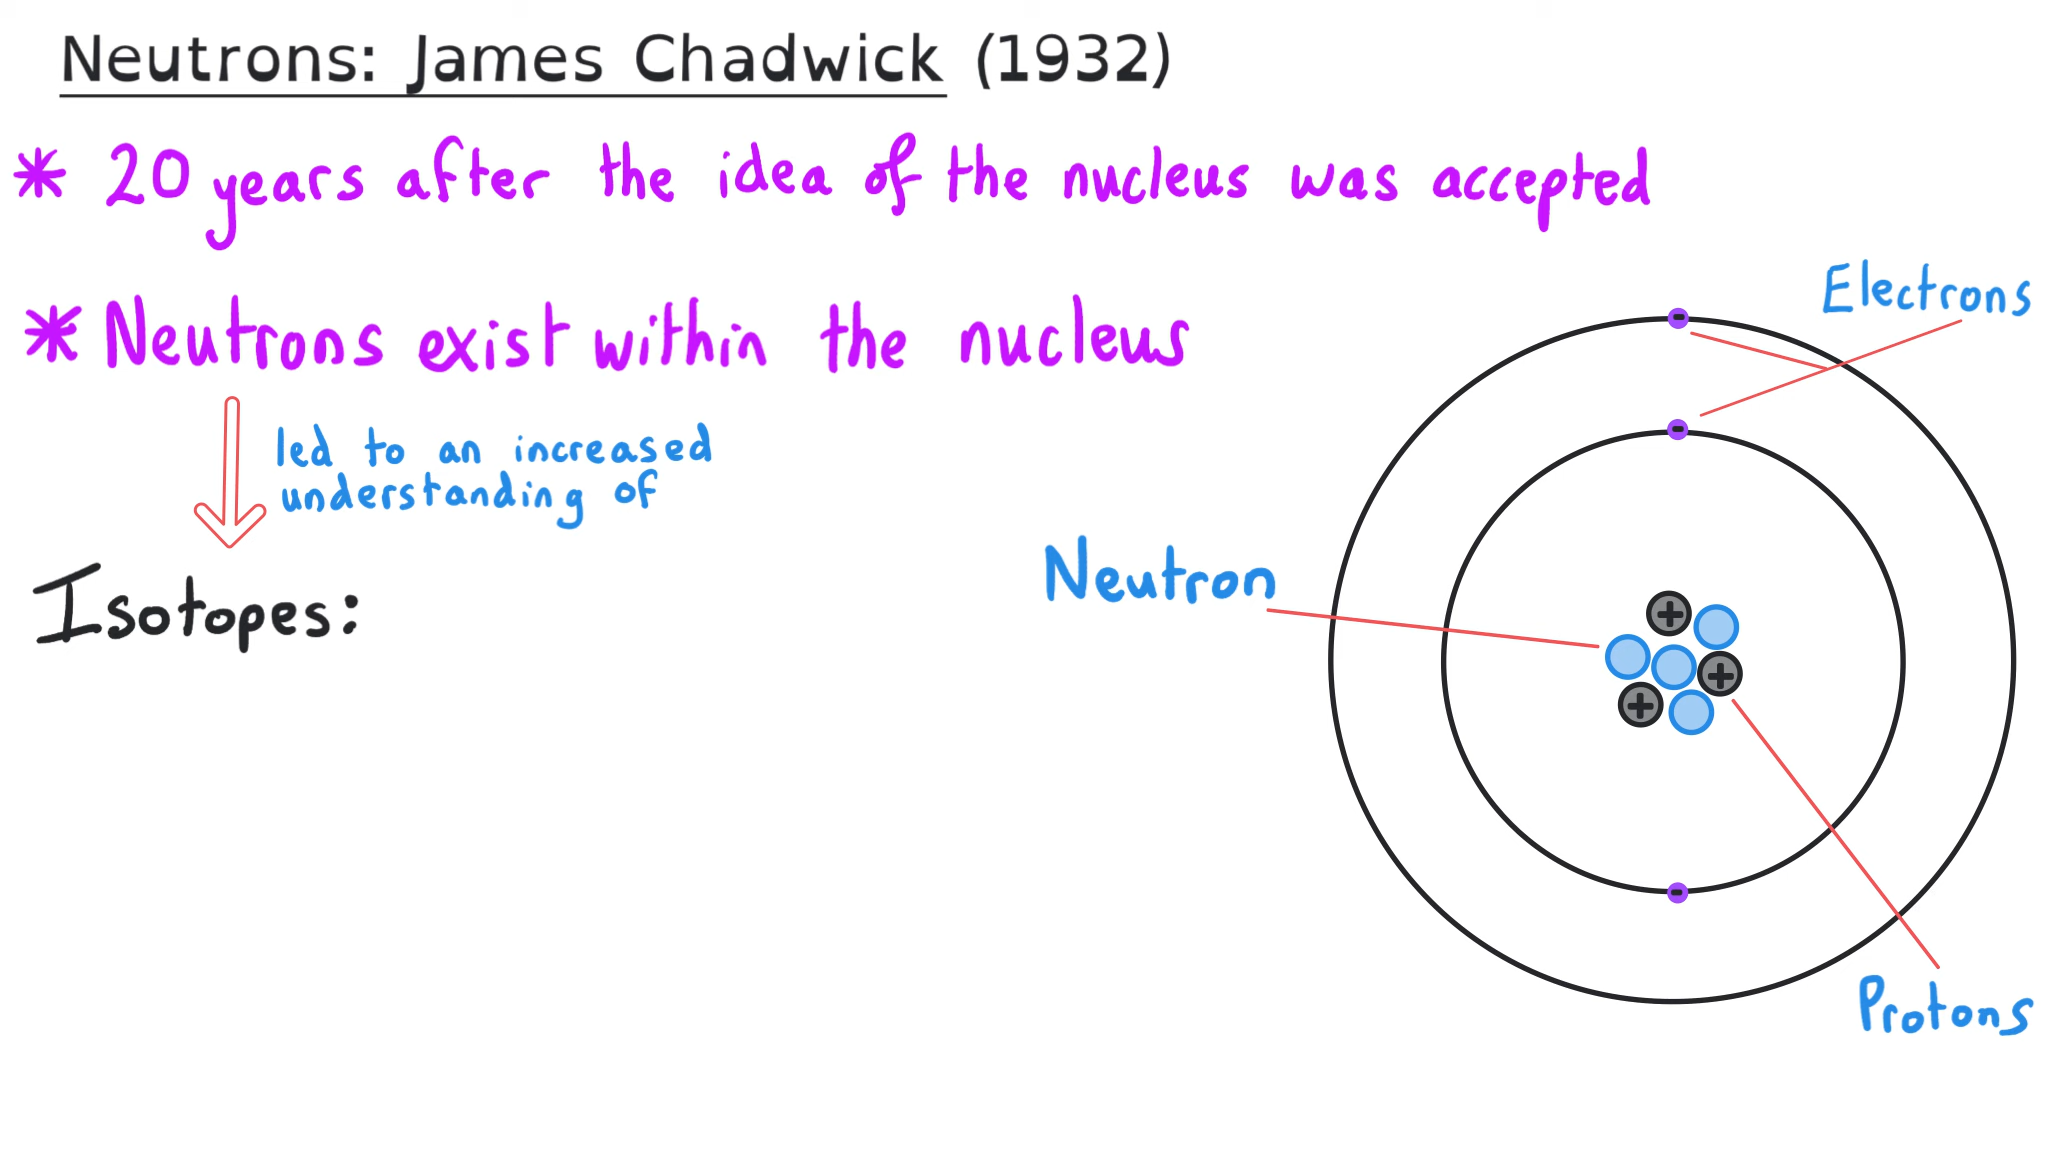 Neutrons: James Chadwick (1932)
* 20 years after the idea of the nucleus was accepted
* Neutrons exist within the nucleus
led to an increased
understanding of
Isotopes:
Electrons
-
-
Neutron
+
+
+
-
Protons